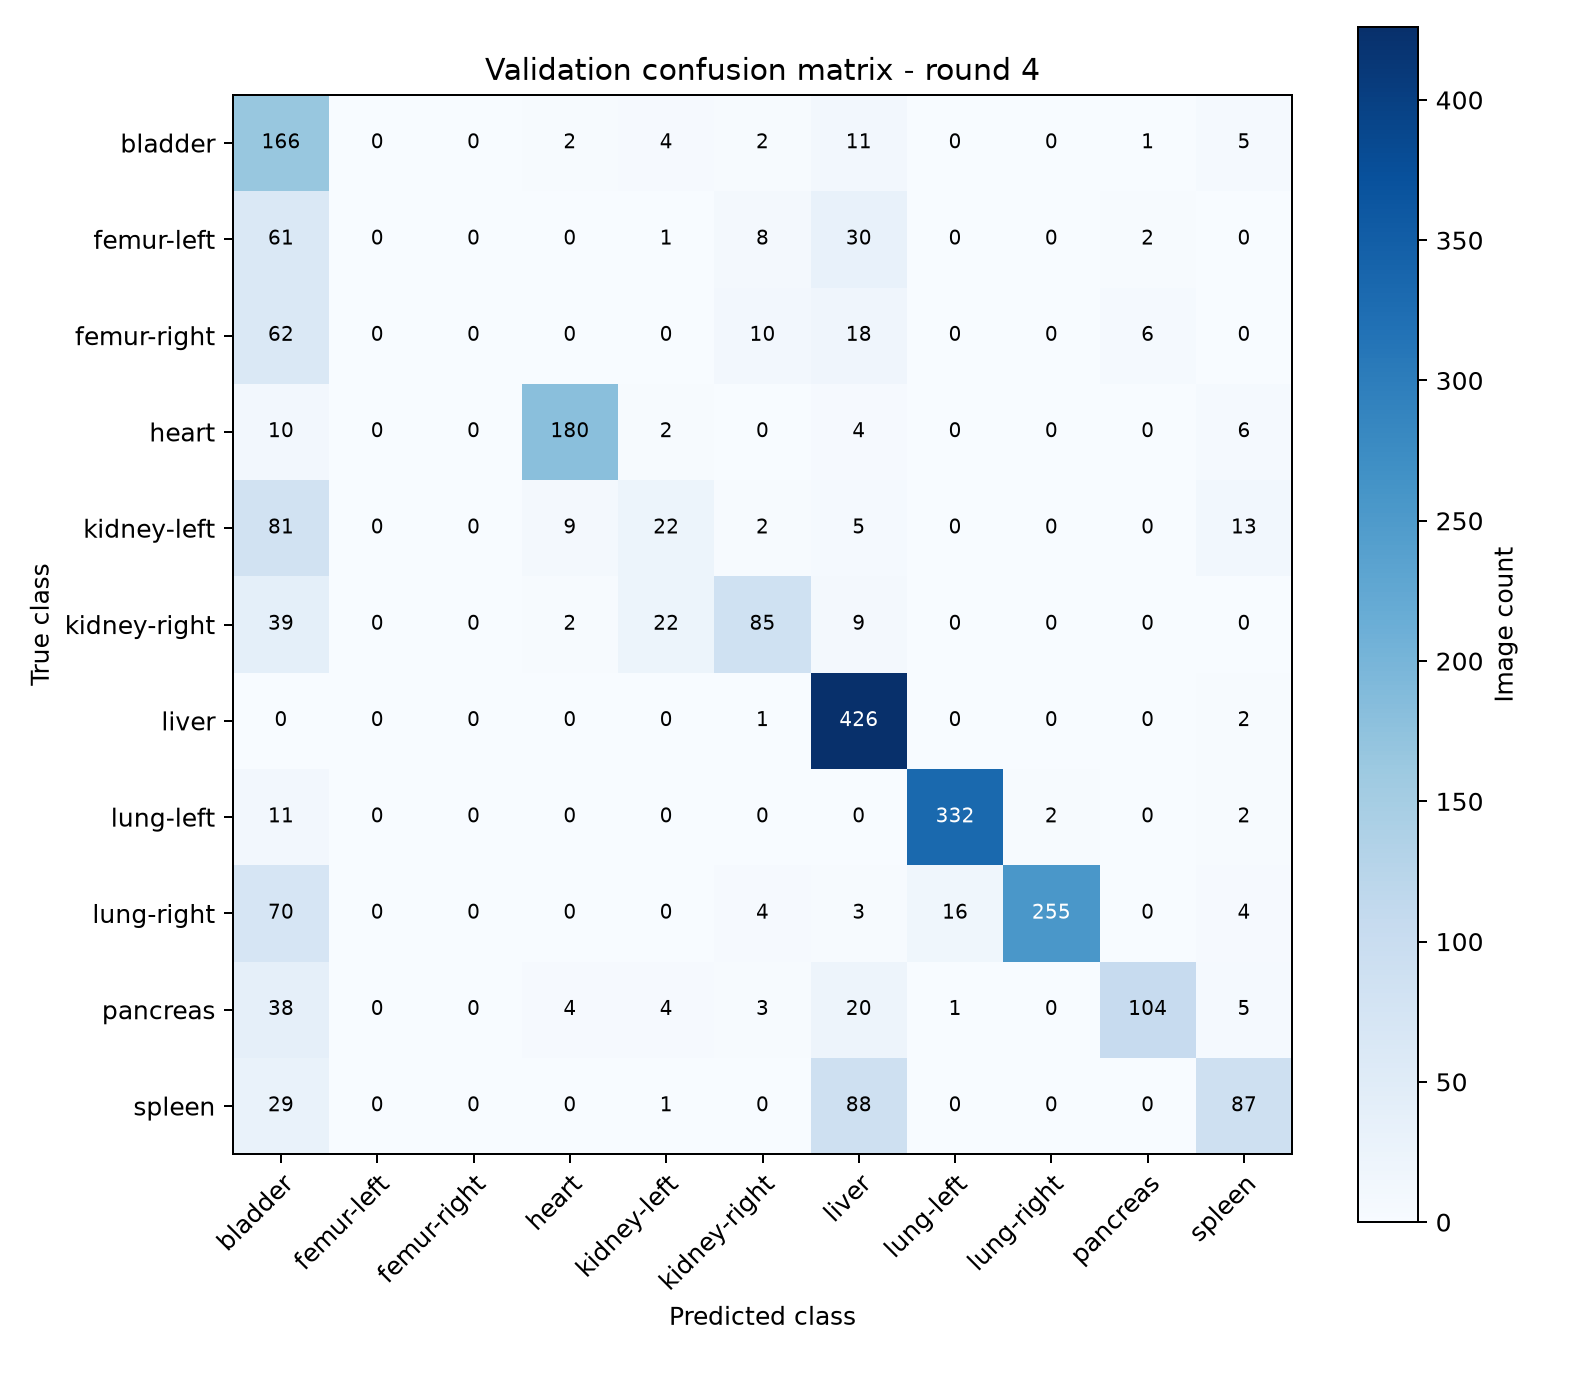 Validation confusion matrix - round 4
True class
bladder 166 0 0 2 4 2 11 0 0 1 5
femur-left 61 0 0 0 1 8 30 0 0 2 0
femur-right 62 0 0 0 0 10 18 0 0 6 0
heart 10 0 0 180 2 0 4 0 0 0 6
kidney-left 81 0 0 9 22 2 5 0 0 0 13
kidney-right 39 0 0 2 22 85 9 0 0 0 0
liver 0 0 0 0 0 1 426 0 0 0 2
lung-left 11 0 0 0 0 0 0 332 2 0 2
lung-right 70 0 0 0 0 4 3 16 255 0 4
pancreas 38 0 0 4 4 3 20 1 0 104 5
spleen 29 0 0 0 1 0 88 0 0 0 87
bladder femur-left femur-right heart kidney-left kidney-right liver lung-left lung-right pancreas spleen
Predicted class
400
350
300
250
200
150
100
50
0
Image count